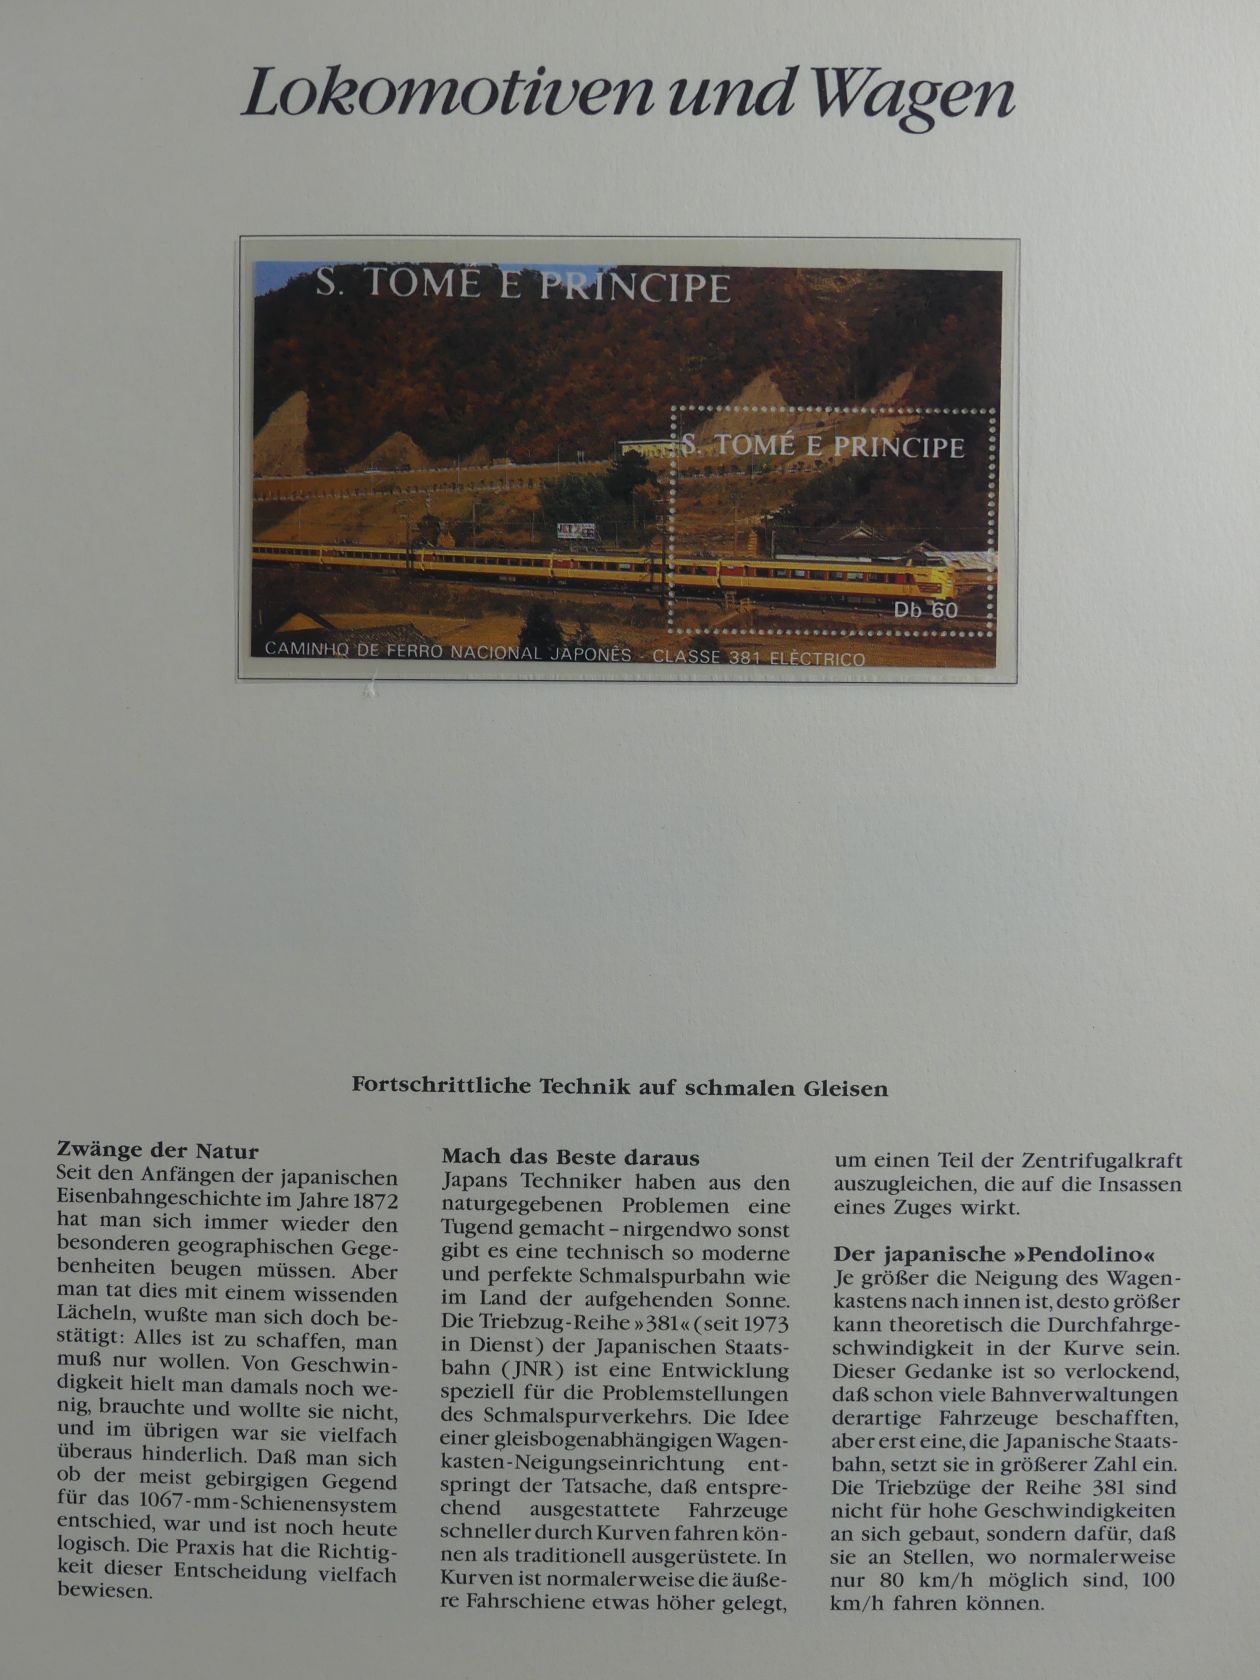 Lokomotiven und Wagen
S. TOMÉ E PRINCIPE
S. TOMÉ E PRINCIPE
Db 60
CAMINHO DE FERRO NACIONAL JAPONÊS - CLASSE 381 ELÉCTRICO
Fortschrittliche Technik auf schmalen Gleisen
Zwänge der Natur
Seit den Anfängen der japanischen
Eisenbahngeschichte im Jahre 1872
hat man sich immer wieder den
besonderen geographischen Gege-
benheiten beugen müssen. Aber
man tat dies mit einem wissenden
Lächeln, wußte man sich doch be-
stätigt: Alles ist zu schaffen, man
muß nur wollen. Von Geschwin-
digkeit hielt man damals noch we-
nig, brauchte und wollte sie nicht,
und im übrigen war sie vielfach
überaus hinderlich. Daß man sich
ob der meist gebirgigen Gegend
für das 1067-mm-Schienensystem
entschied, war und ist noch heute
logisch. Die Praxis hat die Richtig-
keit dieser Entscheidung vielfach
bewiesen.
Mach das Beste daraus
Japans Techniker haben aus den
naturgegebenen Problemen eine
Tugend gemacht – nirgendwo sonst
gibt es eine technisch so moderne
und perfekte Schmalspurbahn wie
im Land der aufgehenden Sonne.
Die Triebzug-Reihe »381« (seit 1973
in Dienst) der Japanischen Staats-
bahn (JNR) ist eine Entwicklung
speziell für die Problemstellungen
des Schmalspurverkehrs. Die Idee
einer gleisbogenabhängigen Wagen-
kasten-Neigungseinrichtung ent-
springt der Tatsache, daß entspre-
chend ausgestattete Fahrzeuge
schneller durch Kurven fahren kön-
nen als traditionell ausgerüstete. In
Kurven ist normalerweise die äuße-
re Fahrschiene etwas höher gelegt,
um einen Teil der Zentrifugalkraft
auszugleichen, die auf die Insassen
eines Zuges wirkt.
Der japanische »Pendolino«
Je größer die Neigung des Wagen-
kastens nach innen ist, desto größer
kann theoretisch die Durchfahrge-
schwindigkeit in der Kurve sein.
Dieser Gedanke ist so verlockend,
daß schon viele Bahnverwaltungen
derartige Fahrzeuge beschafften,
aber erst eine, die Japanische Staats-
bahn, setzt sie in größerer Zahl ein.
Die Triebzüge der Reihe 381 sind
nicht für hohe Geschwindigkeiten
an sich gebaut, sondern dafür, daß
sie an Stellen, wo normalerweise
nur 80 km/h möglich sind, 100
km/h fahren können.